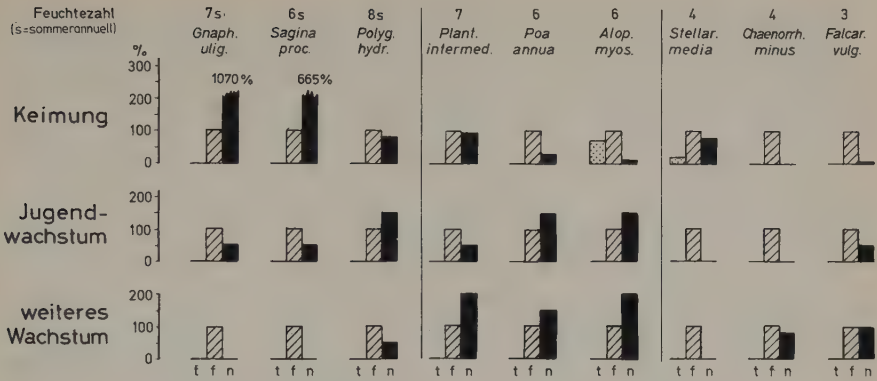 Feuchtezahl 7s 6s 8s 7 6 6 4 4 3
(s=sommerannuell) Gnaph. Sagina Polyg. Plant. Poa Alop. Stellar. Chaenorrh. Falcar.
ulig. proc. hydr. intermed. annua myos. media minus vulg.
%
300
1070% 665%
200
Keimung
100
0
200
Jugend-
100
wachstum
0
200
weiteres
100
Wachstum
0
t f n t f n t f n t f n t f n t f n t f n t f n t f n